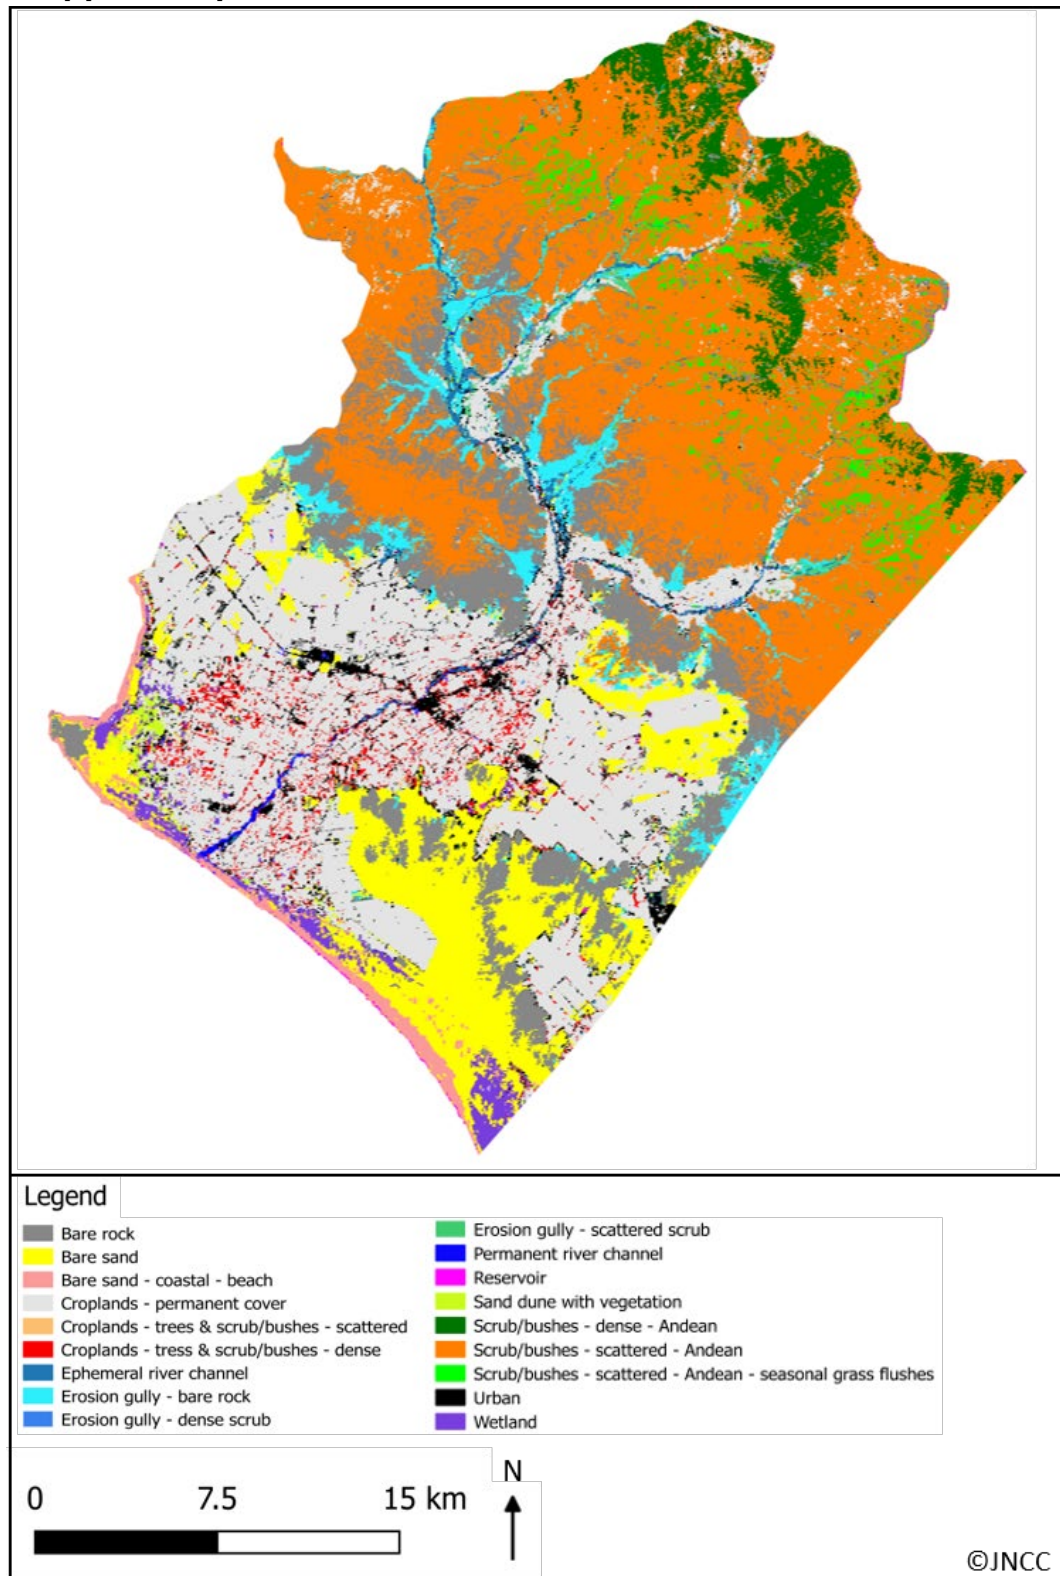 Legend
Bare rock
Bare sand
Bare sand - coastal - beach
Croplands - permanent cover
Croplands - trees & scrub/bushes - scattered
Croplands - tress & scrub/bushes - dense
Ephemeral river channel
Erosion gully - bare rock
Erosion gully - dense scrub
Erosion gully - scattered scrub
Permanent river channel
Reservoir
Sand dune with vegetation
Scrub/bushes - dense - Andean
Scrub/bushes - scattered - Andean
Scrub/bushes - scattered - Andean - seasonal grass flushes
Urban
Wetland
0 7.5 15 km
N
©JNCC